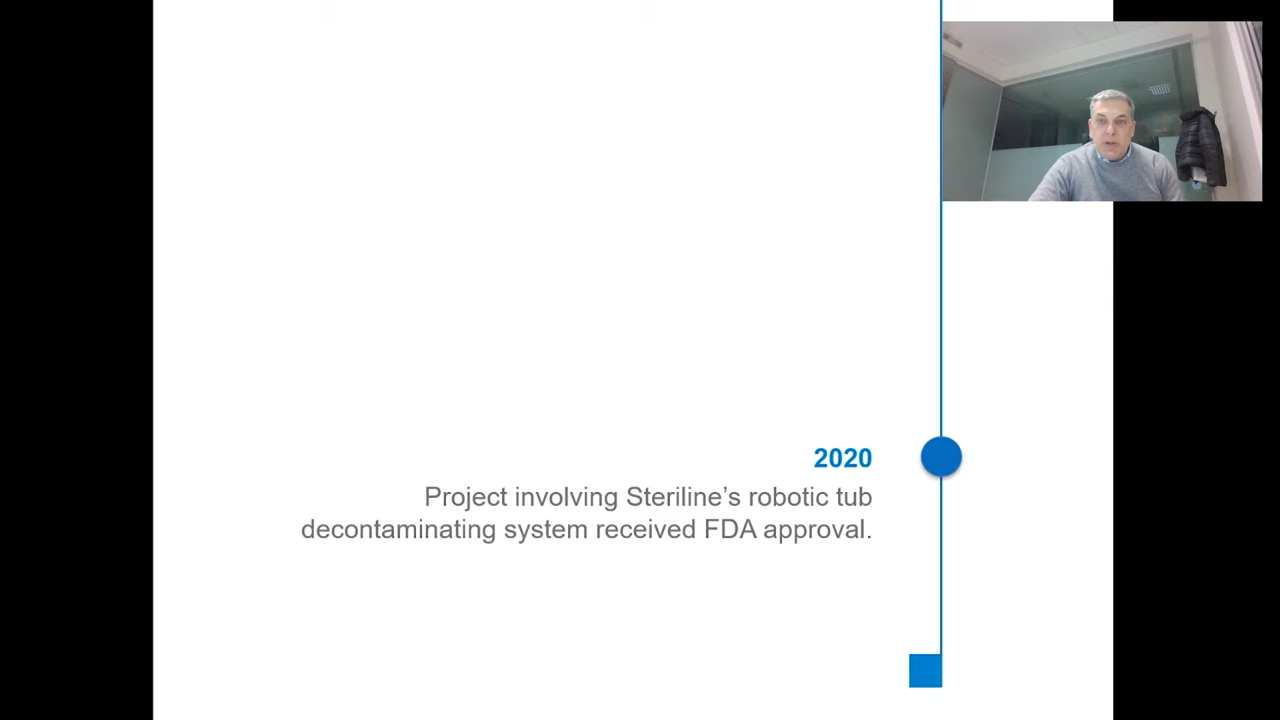 2020
Project involving Steriline’s robotic tub
decontaminating system received FDA approval.